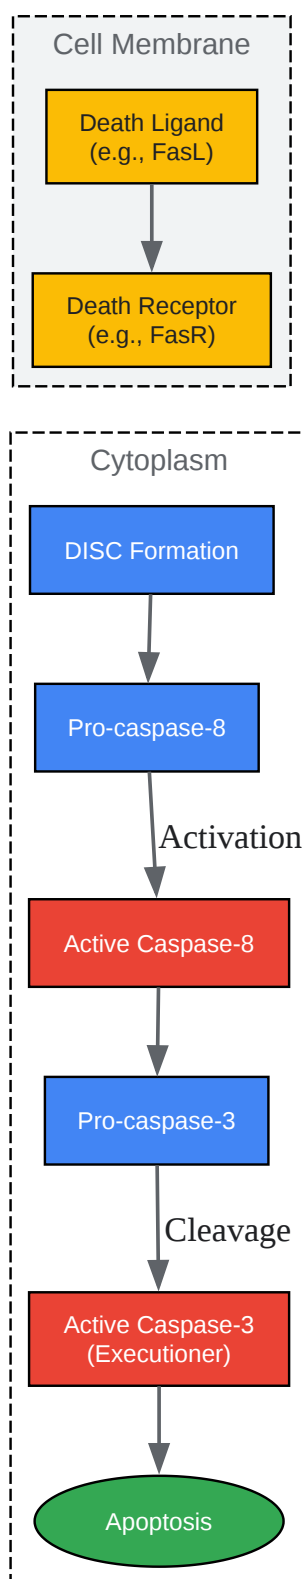 Cell Membrane
Death Ligand
(e.g., FasL)
Death Receptor
(e.g., FasR)
Cytoplasm
DISC Formation
Pro-caspase-8
Activation
Active Caspase-8
Pro-caspase-3
Cleavage
Active Caspase-3
(Executioner)
Apoptosis